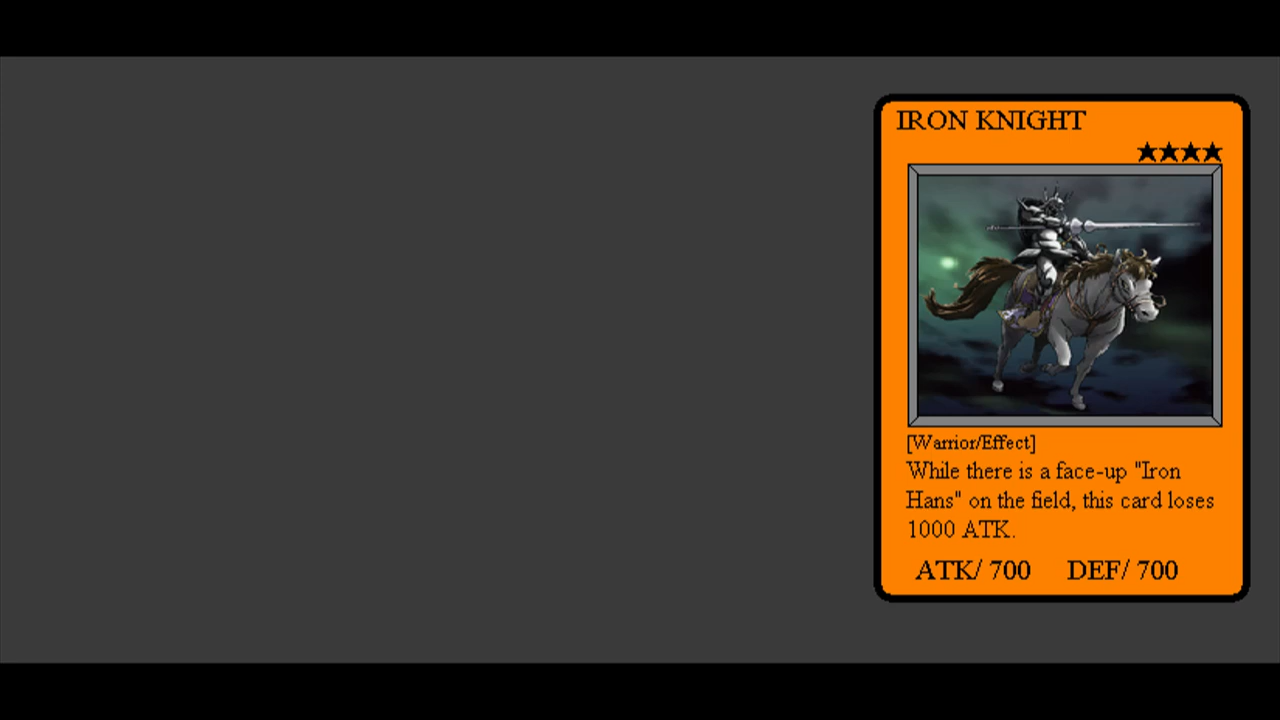 IRON KNIGHT
★★★★
[Warrior/Effect]
While there is a face-up "Iron
Hans" on the field, this card loses
1000 ATK.
ATK/ 700 DEF/ 700